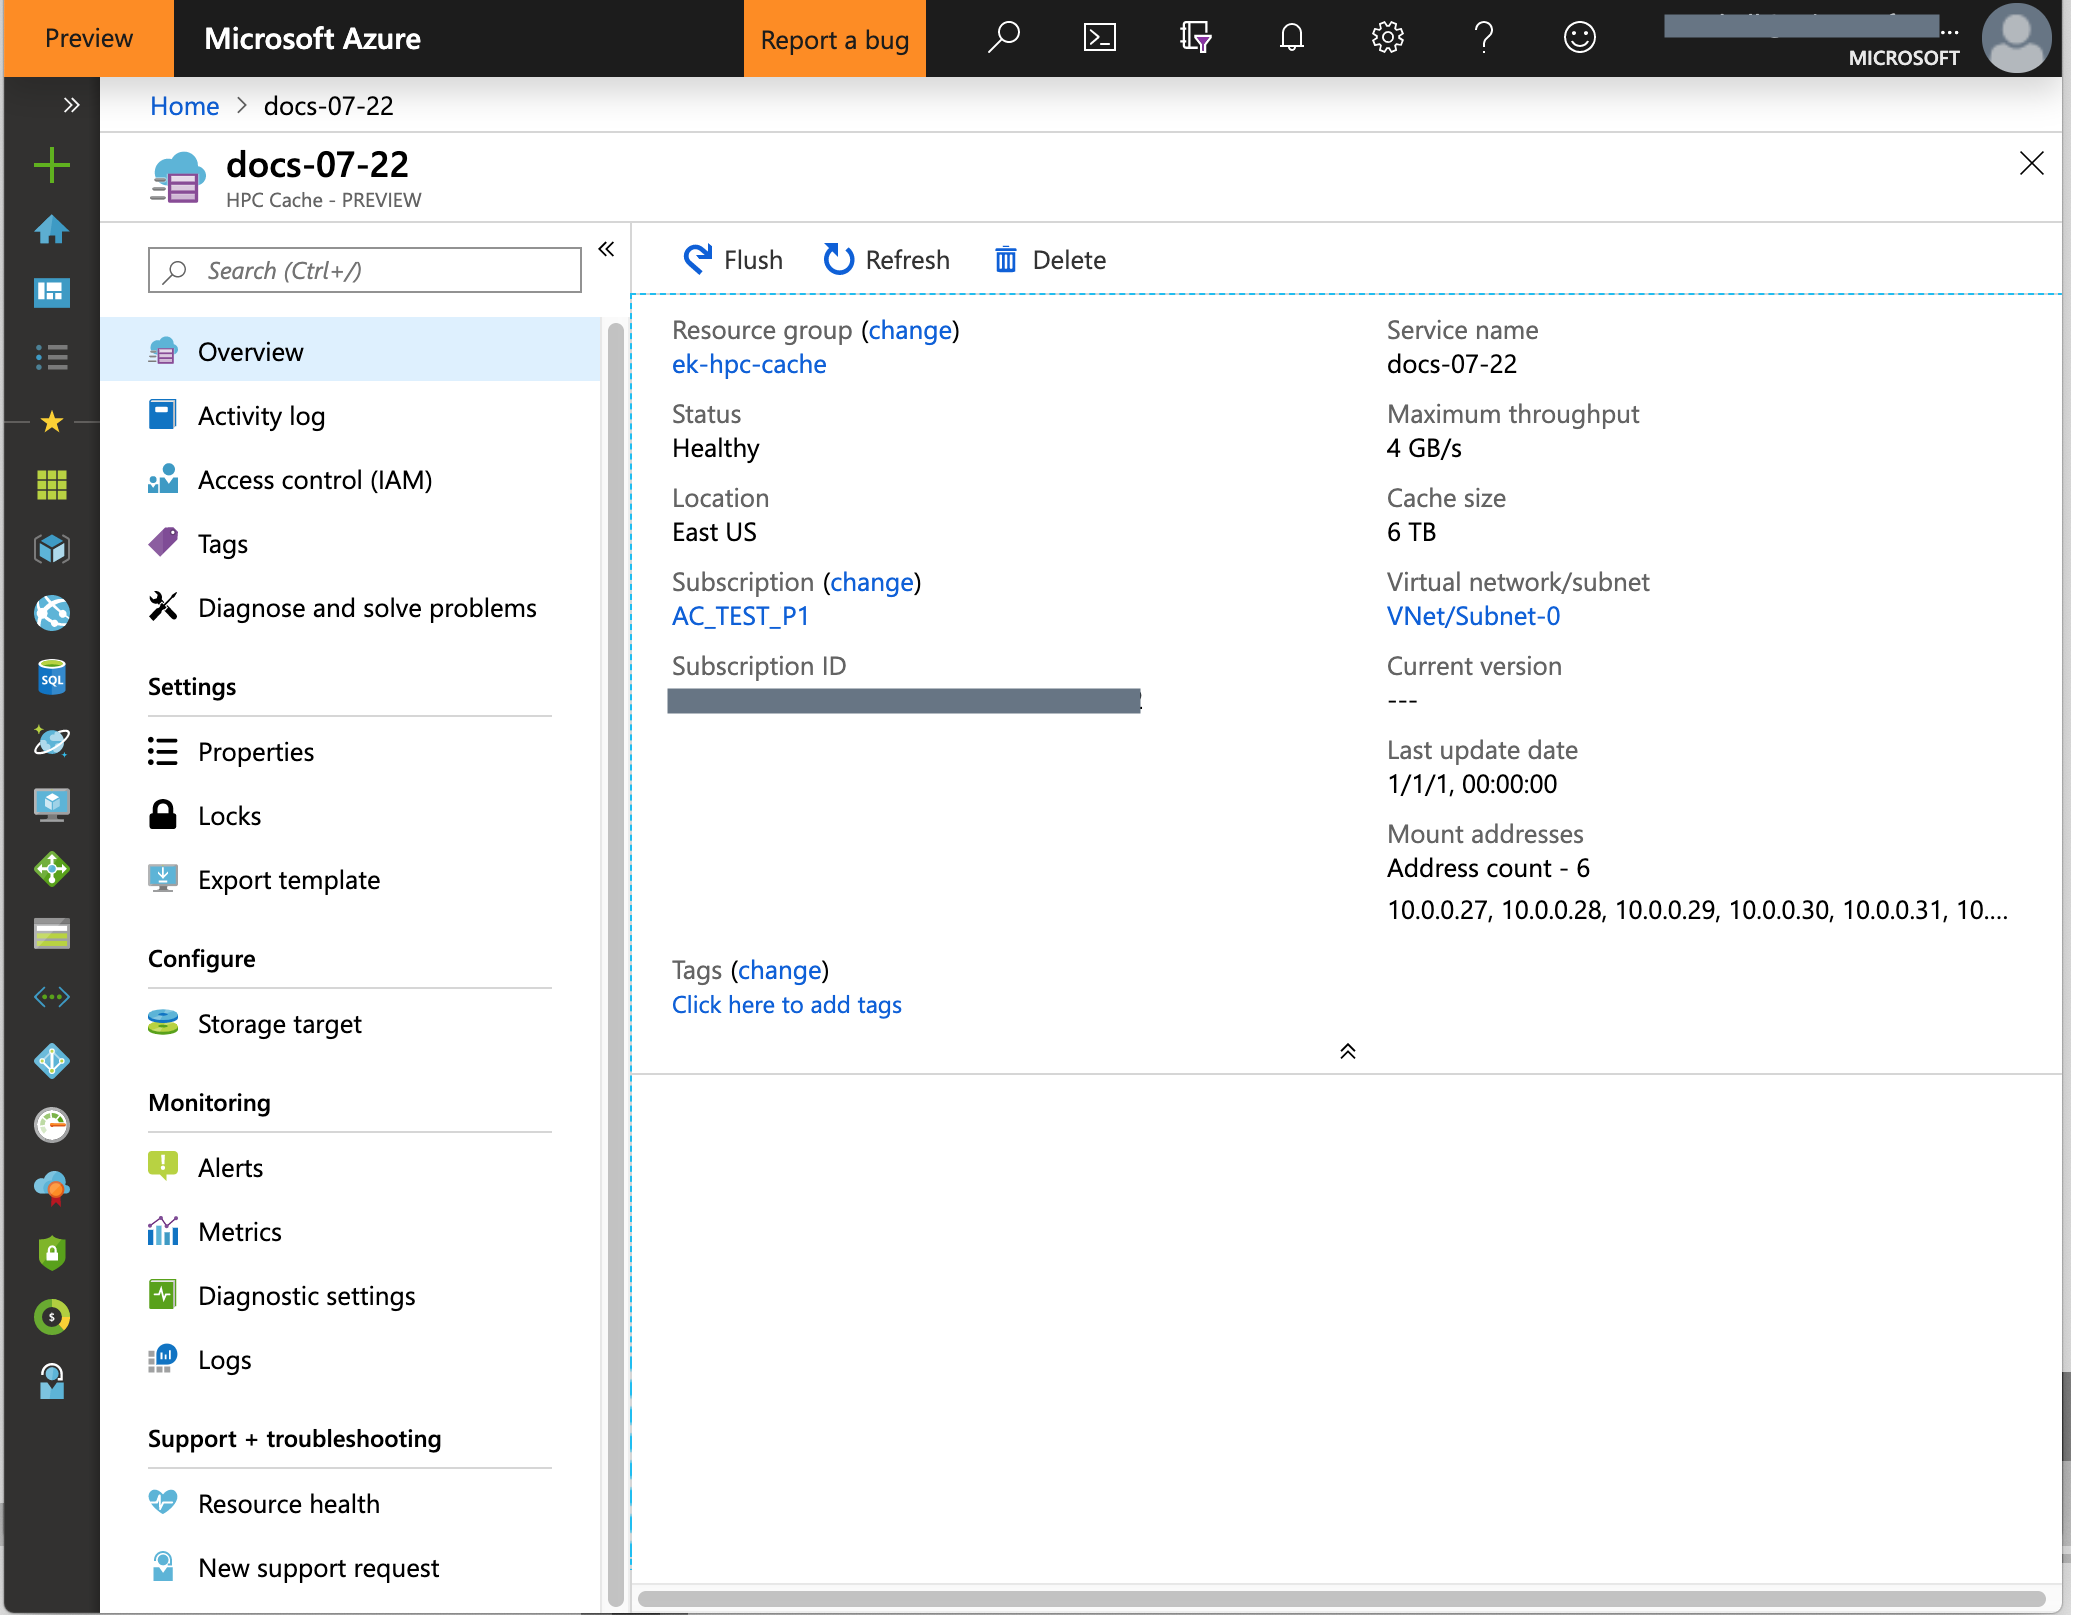 Preview
Microsoft Azure
Report a bug
...
MICROSOFT
Home > docs-07-22
docs-07-22
HPC Cache - PREVIEW
Search (Ctrl+/)
Overview
Activity log
Access control (IAM)
Tags
Diagnose and solve problems
Settings
Properties
Locks
Export template
Configure
Storage target
Monitoring
Alerts
Metrics
Diagnostic settings
Logs
Support + troubleshooting
Resource health
New support request
SQL
Flush Refresh Delete
Resource group (change)
ek-hpc-cache
Status
Healthy
Location
East US
Subscription (change)
AC_TEST_P1
Subscription ID
Service name
docs-07-22
Maximum throughput
4 GB/s
Cache size
6 TB
Virtual network/subnet
VNet/Subnet-0
Current version
---
Last update date
1/1/1, 00:00:00
Mount addresses
Address count - 6
10.0.0.27, 10.0.0.28, 10.0.0.29, 10.0.0.30, 10.0.0.31, 10....
Tags (change)
Click here to add tags